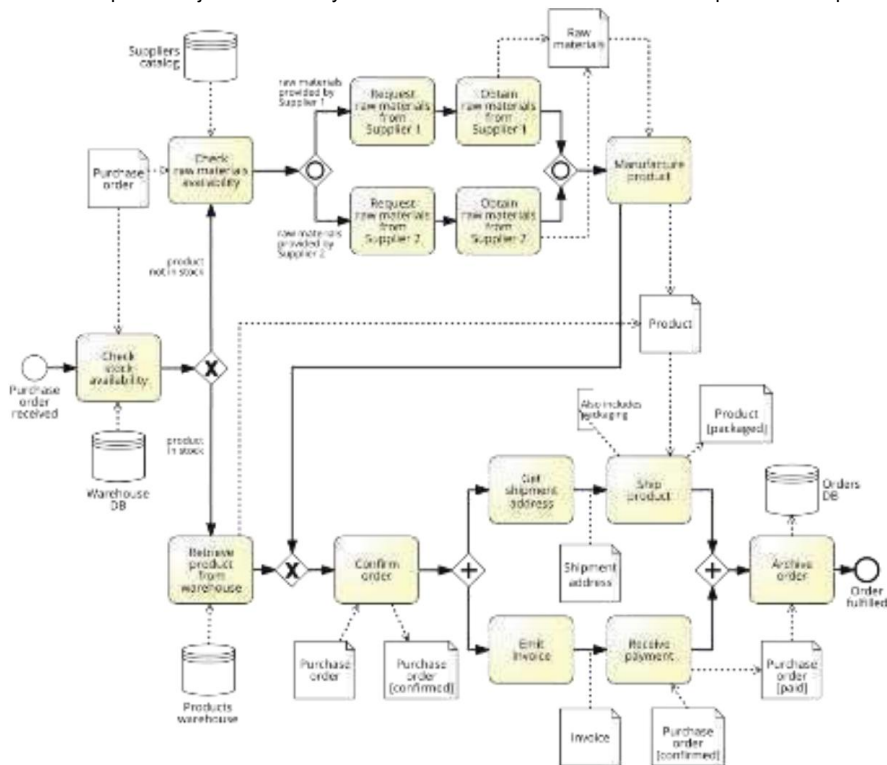 Suppliers
catalog
Raw
materials
raw materials
provided by
Supplier 1
Request
raw materials
from
Supplier 1
Obtain
raw materials
from
Supplier 1
Purchase
order
Check
raw materials
availability
Manufacture
product
raw materials
provided by
Supplier 2
Request
raw materials
from
Supplier 2
Obtain
raw materials
from
Supplier 2
product
not in stock
Product
Check
stock
availability
X
Purchase
order
received
Also includes
packaging
Product
[packaged]
product
in stock
Warehouse
DB
Get
shipment
address
Ship
product
Orders
DB
Retrieve
product
from
warehouse
X
Confirm
order
Shipment
address
Archive
order
Order
fulfilled
Emit
invoice
Receive
payment
Products
warehouse
Purchase
order
Purchase
order
[confirmed]
Purchase
order
[paid]
Invoice
Purchase
order
[confirmed]